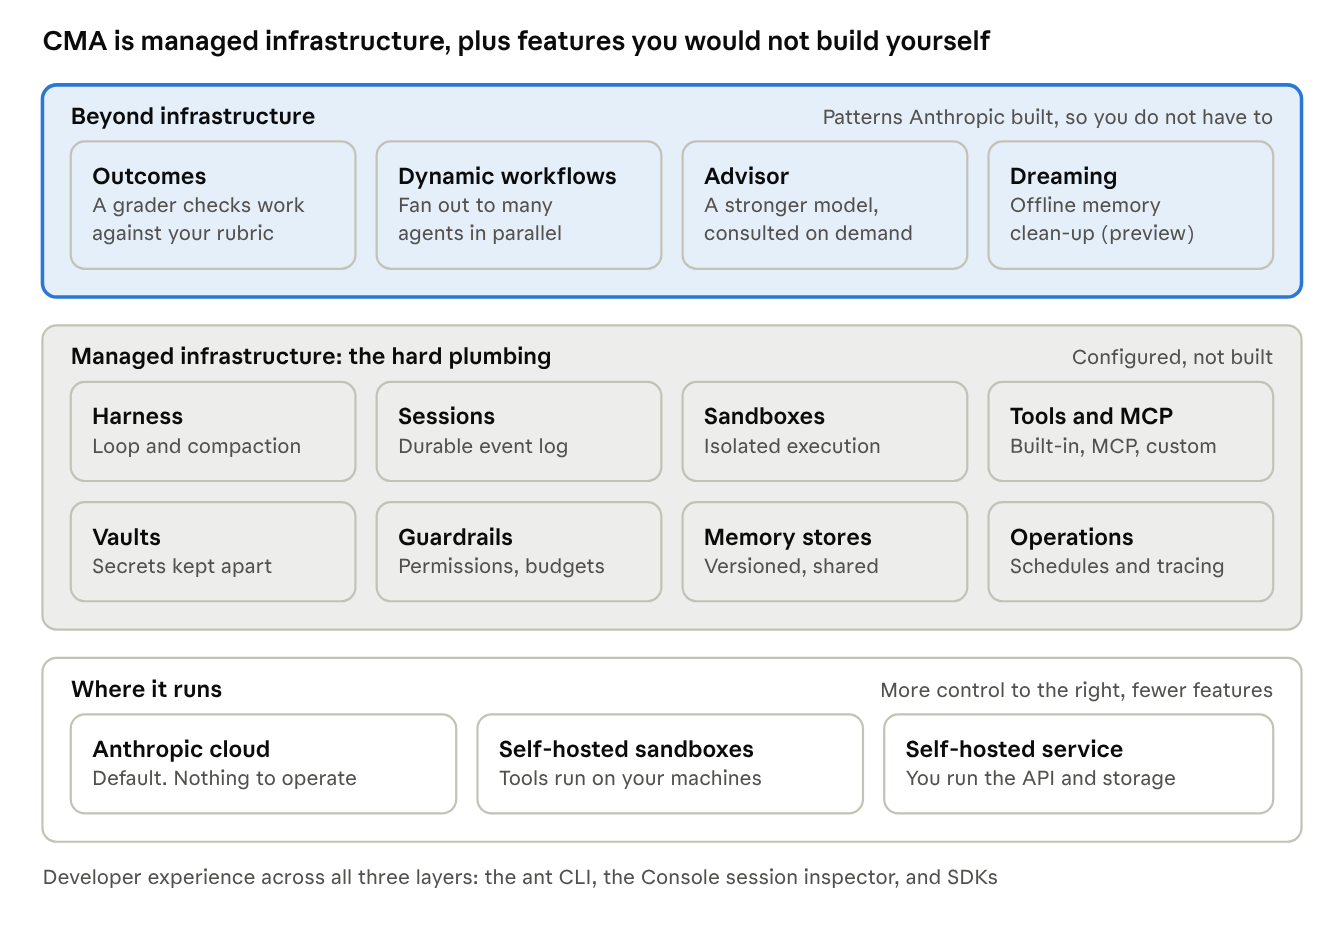 CMA is managed infrastructure, plus features you would not build yourself
Beyond infrastructure
Patterns Anthropic built, so you do not have to
Outcomes
A grader checks work
against your rubric
Dynamic workflows
Fan out to many
agents in parallel
Advisor
A stronger model,
consulted on demand
Dreaming
Offline memory
clean-up (preview)
Managed infrastructure: the hard plumbing
Configured, not built
Harness
Loop and compaction
Sessions
Durable event log
Sandboxes
Isolated execution
Tools and MCP
Built-in, MCP, custom
Vaults
Secrets kept apart
Guardrails
Permissions, budgets
Memory stores
Versioned, shared
Operations
Schedules and tracing
Where it runs
More control to the right, fewer features
Anthropic cloud
Default. Nothing to operate
Self-hosted sandboxes
Tools run on your machines
Self-hosted service
You run the API and storage
Developer experience across all three layers: the ant CLI, the Console session inspector, and SDKs